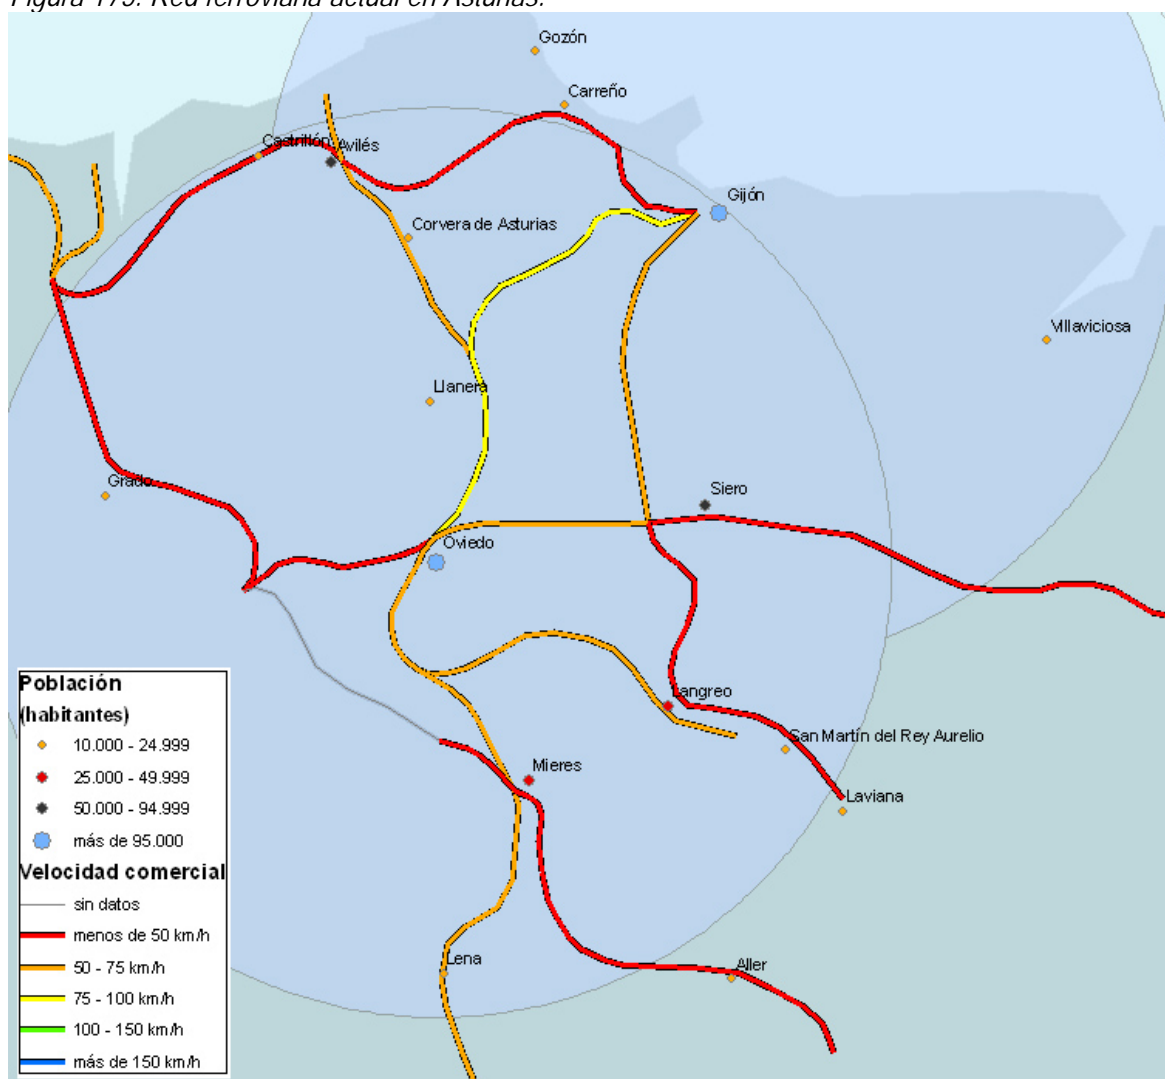 Figura 175. Red ferroviaria actual en Asturias.
Gozón
Carreño
Castrillón
Avilés
Gijón
Corvera de Asturias
Villaviciosa
Llanera
Grado
Siero
Oviedo
Langreo
San Martín del Rey Aurelio
Mieres
Laviana
Lena
Aller
Población
(habitantes)
10.000 - 24.999
25.000 - 49.999
50.000 - 94.999
más de 95.000
Velocidad comercial
sin datos
menos de 50 km/h
50 - 75 km/h
75 - 100 km/h
100 - 150 km/h
más de 150 km/h